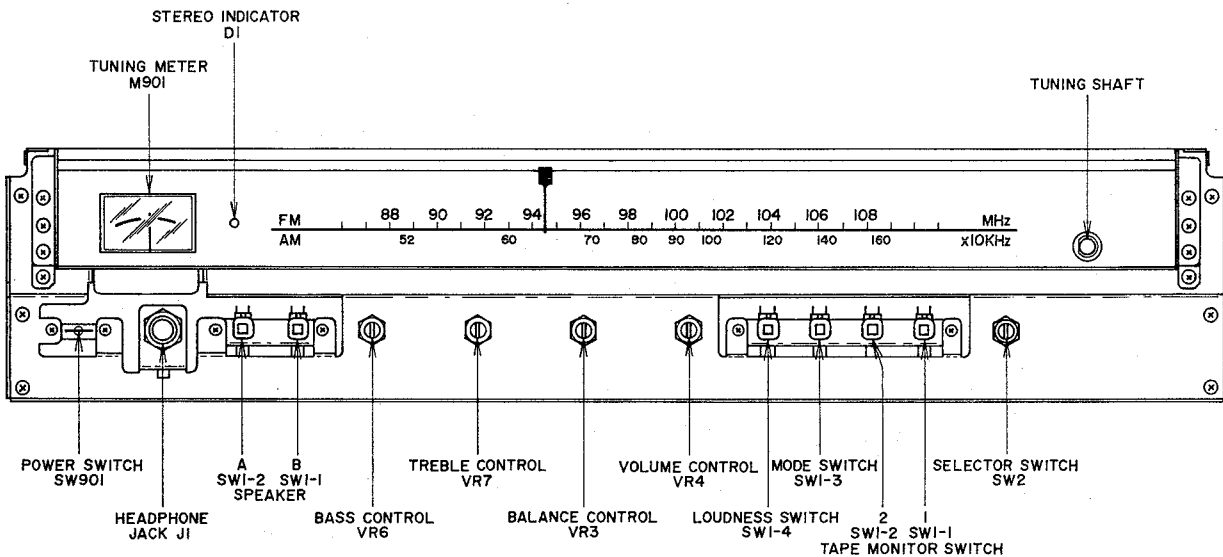 STEREO INDICATOR
D1
TUNING METER
M901
TUNING SHAFT
FM 88 90 92 94 96 98 100 102 104 106 108 MHz
AM 52 60 70 80 90 100 120 140 160 x10KHz
POWER SWITCH
SW901
HEADPHONE
JACK J1
A B
SW1-2 SW1-1
SPEAKER
BASS CONTROL
VR6
TREBLE CONTROL
VR7
BALANCE CONTROL
VR3
VOLUME CONTROL
VR4
LOUDNESS SWITCH
SW1-4
MODE SWITCH
SW1-3
2 1
SW1-2 SW1-1
TAPE MONITOR SWITCH
SELECTOR SWITCH
SW2